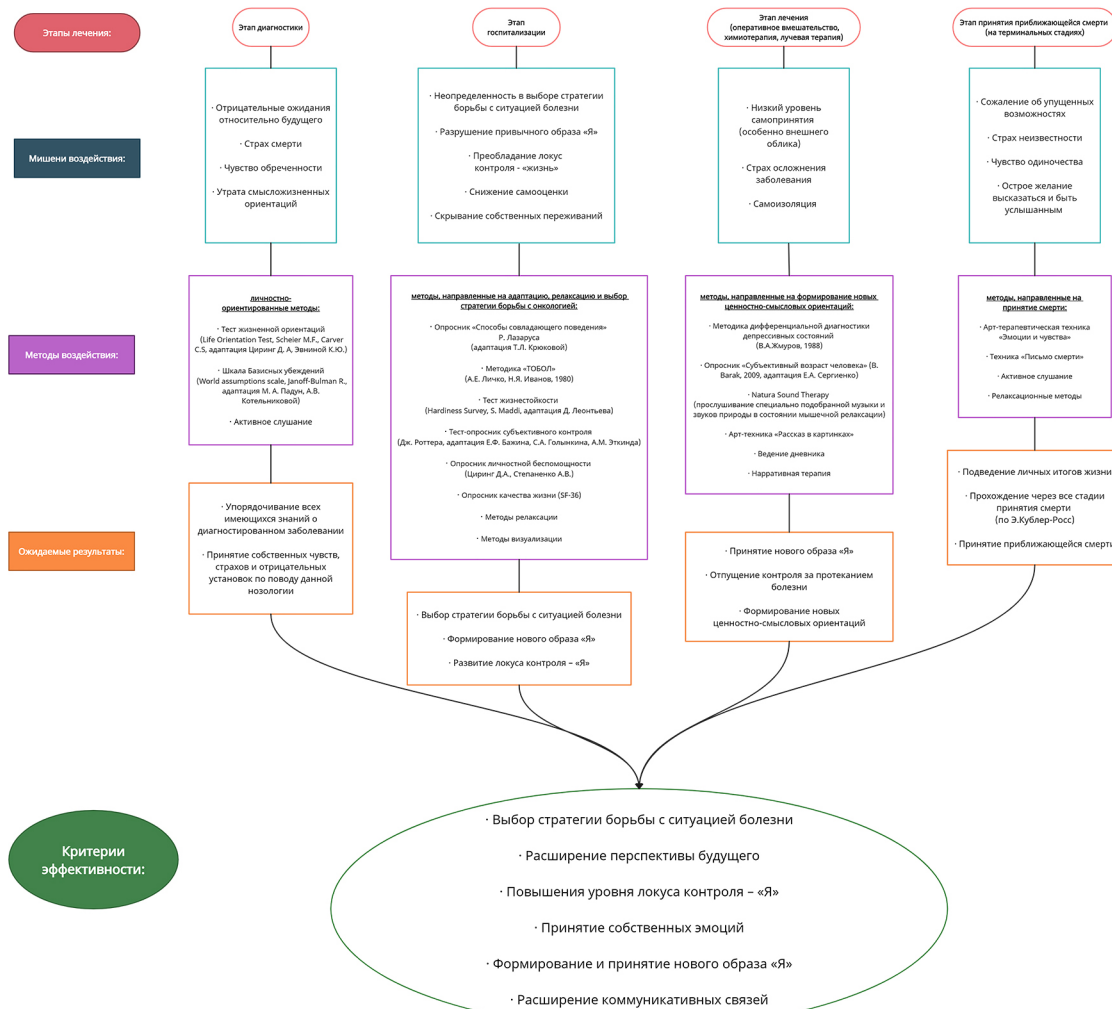 Этапы лечения:
Этап диагностики
Этап
госпитализации
Этап лечения
(оперативное вмешательство,
химиотерапия, лучевая терапия)
Этап принятия приближающейся смерти
(на терминальных стадиях)
Мишени воздействия:
· Отрицательные ожидания
относительно будущего
· Страх смерти
· Чувство обреченности
· Утрата смысложизненных
ориентаций
· Неопределенность в выборе стратегии
борьбы с ситуацией болезни
· Разрушение привычного образа «Я»
· Преобладание локус
контроля - «жизнь»
· Снижение самооценки
· Скрывание собственных переживаний
· Низкий уровень
самопринятия
(особенно внешнего
облика)
· Страх осложнения
заболевания
· Самоизоляция
· Сожаление об упущенных
возможностях
· Страх неизвестности
· Чувство одиночества
· Острое желание
высказаться и быть
услышанным
Методы воздействия:
личностно-
ориентированные методы:
· Тест жизненной ориентаций
(Life Orientation Test, Scheier M.F., Carver
C.S, адаптация Циринг Д. А, Эвниной К.Ю.)
· Шкала Базисных убеждений
(World assumptions scale, Janoff-Bulman R.,
адаптация М. А. Падун, А.В.
Котельниковой)
· Активное слушание
методы, направленные на адаптацию, релаксацию и выбор
стратегии борьбы с онкологией:
· Опросник «Способы совладающего поведения»
Р. Лазаруса
(адаптация Т.Л. Крюковой)
· Методика «ТОБОЛ»
(А.Е. Личко, Н.Я. Иванов, 1980)
· Тест жизнестойкости
(Hardiness Survey, S. Maddi, адаптация Д. Леонтьева)
· Тест-опросник субъективного контроля
(Дж. Роттера, адаптация Е.Ф. Бажина, С.А. Голынкина, А.М. Эткинда)
· Опросник личностной беспомощности
(Циринг Д.А., Степаненко А.В.)
· Опросник качества жизни (SF-36)
· Методы релаксации
· Методы визуализации
методы, направленные на формирование новых
ценностно-смысловых ориентаций:
· Методика дифференциальной диагностики
депрессивных состояний
(В.А.Жмуров, 1988)
· Опросник «Субъективный возраст человека» (B.
Barak, 2009, адаптация Е.А. Сергиенко)
· Natura Sound Therapy
(прослушивание специально подобранной музыки и
звуков природы в состоянии мышечной релаксации)
· Арт-техника «Рассказ в картинках»
· Ведение дневника
· Нарративная терапия
методы, направленные на
принятие смерти:
· Арт-терапевтическая техника
«Эмоции и чувства»
· Техника «Письмо смерти»
· Активное слушание
· Релаксационные методы
Ожидаемые результаты:
· Упорядочивание всех
имеющихся знаний о
диагностированном заболевании
· Принятие собственных чувств,
страхов и отрицательных
установок по поводу данной
нозологии
· Выбор стратегии борьбы с ситуацией болезни
· Формирование нового образа «Я»
· Развитие локуса контроля – «Я»
· Принятие нового образа «Я»
· Отпущение контроля за протеканием
болезни
· Формирование новых
ценностно-смысловых ориентаций
· Подведение личных итогов жизни
· Прохождение через все стадии
принятия смерти
(по Э.Кублер-Росс)
· Принятие приближающейся смерти
Критерии
эффективности:
· Выбор стратегии борьбы с ситуацией болезни
· Расширение перспективы будущего
· Повышения уровня локуса контроля – «Я»
· Принятие собственных эмоций
· Формирование и принятие нового образа «Я»
· Расширение коммуникативных связей